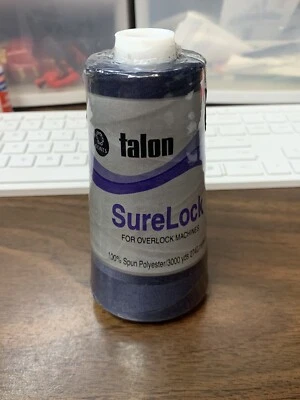 talon
SureLock
FOR OVERLOCK MACHINES
100% Spun Polyester/3000 yds